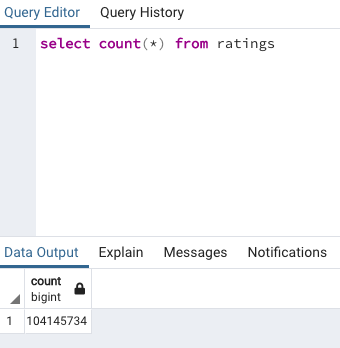 Query Editor Query History
1 select count(*) from ratings
Data Output Explain Messages Notifications
count
bigint
1 104145734